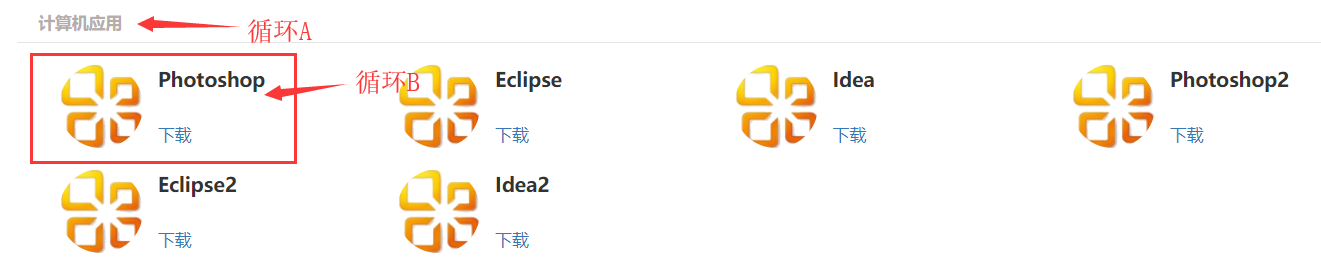 计算机应用
循环A
Photoshop
循环B
Eclipse
Idea
Photoshop2
下载
下载
下载
下载
Eclipse2
Idea2
下载
下载